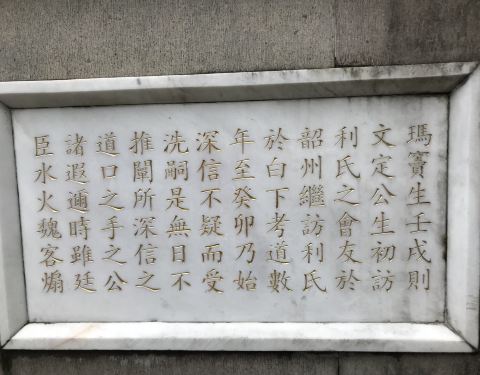 瑪竇生壬戌則
文定公生初訪
利氏之會友於
韶州繼訪利氏
於白下考道數
年至癸卯乃始
深信不疑而受
洗嗣是無日不
推闡所深信之
道口之手之公
諸遐邇時雖廷
臣水火魏客煽